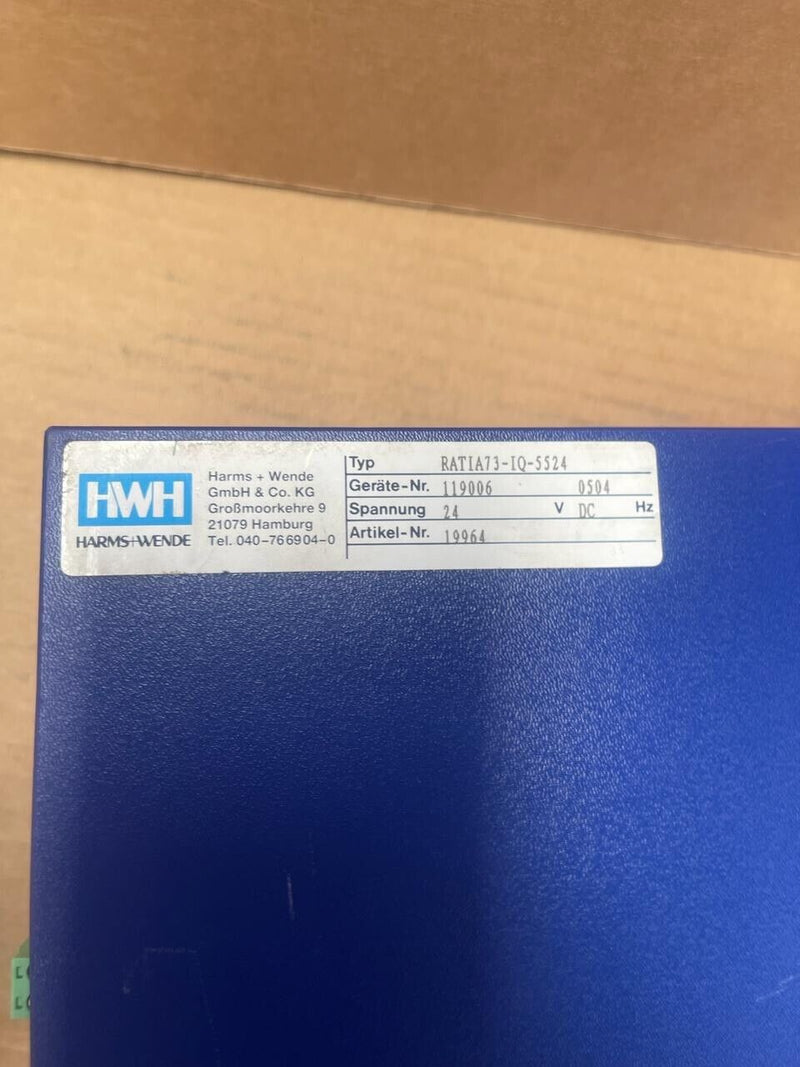 HWH
HARMS+WENDE
Harms + Wende
GmbH & Co. KG
Großmoorkehre 9
21079 Hamburg
Tel. 040-766904-0
Typ RATIA73-IQ-5524
Geräte-Nr. 119006 0504
Spannung 24 V DC Hz
Artikel-Nr. 19964